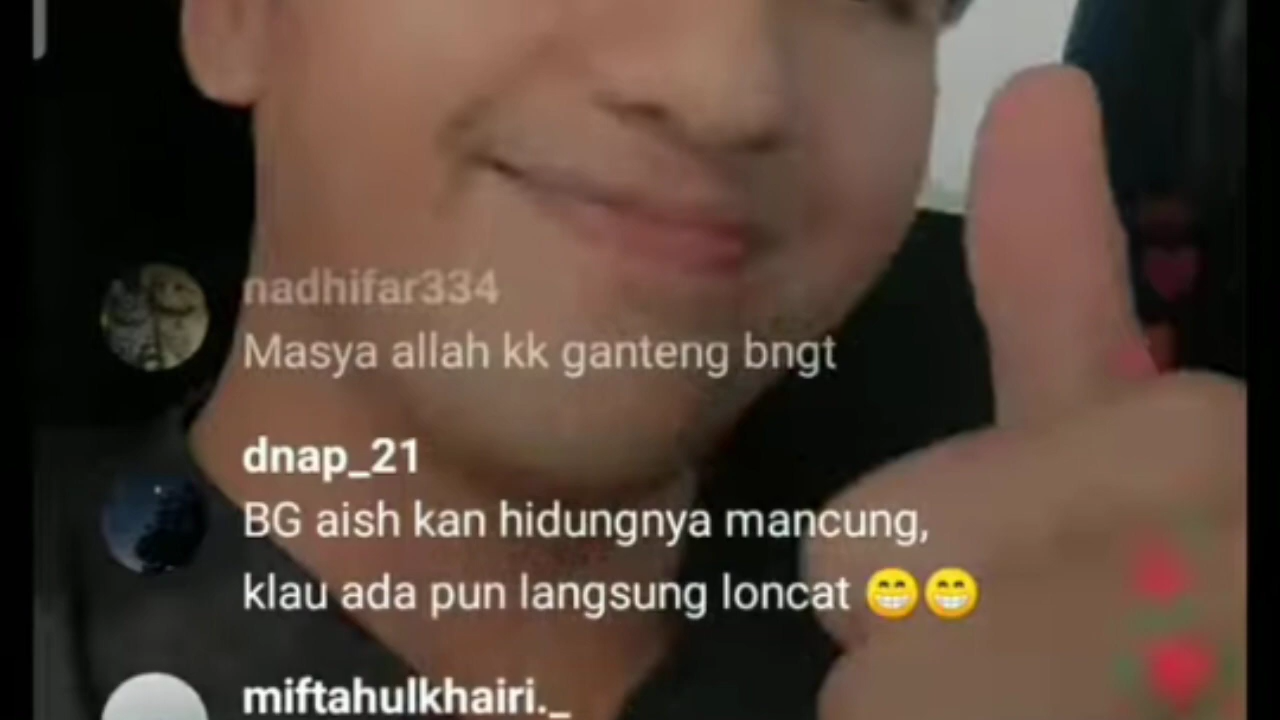 nadhifar334
Masya allah kk ganteng bngt
dnap_21
BG aish kan hidungnya mancung,
klau ada pun langsung loncat 😁😁
miftahulkhairi._